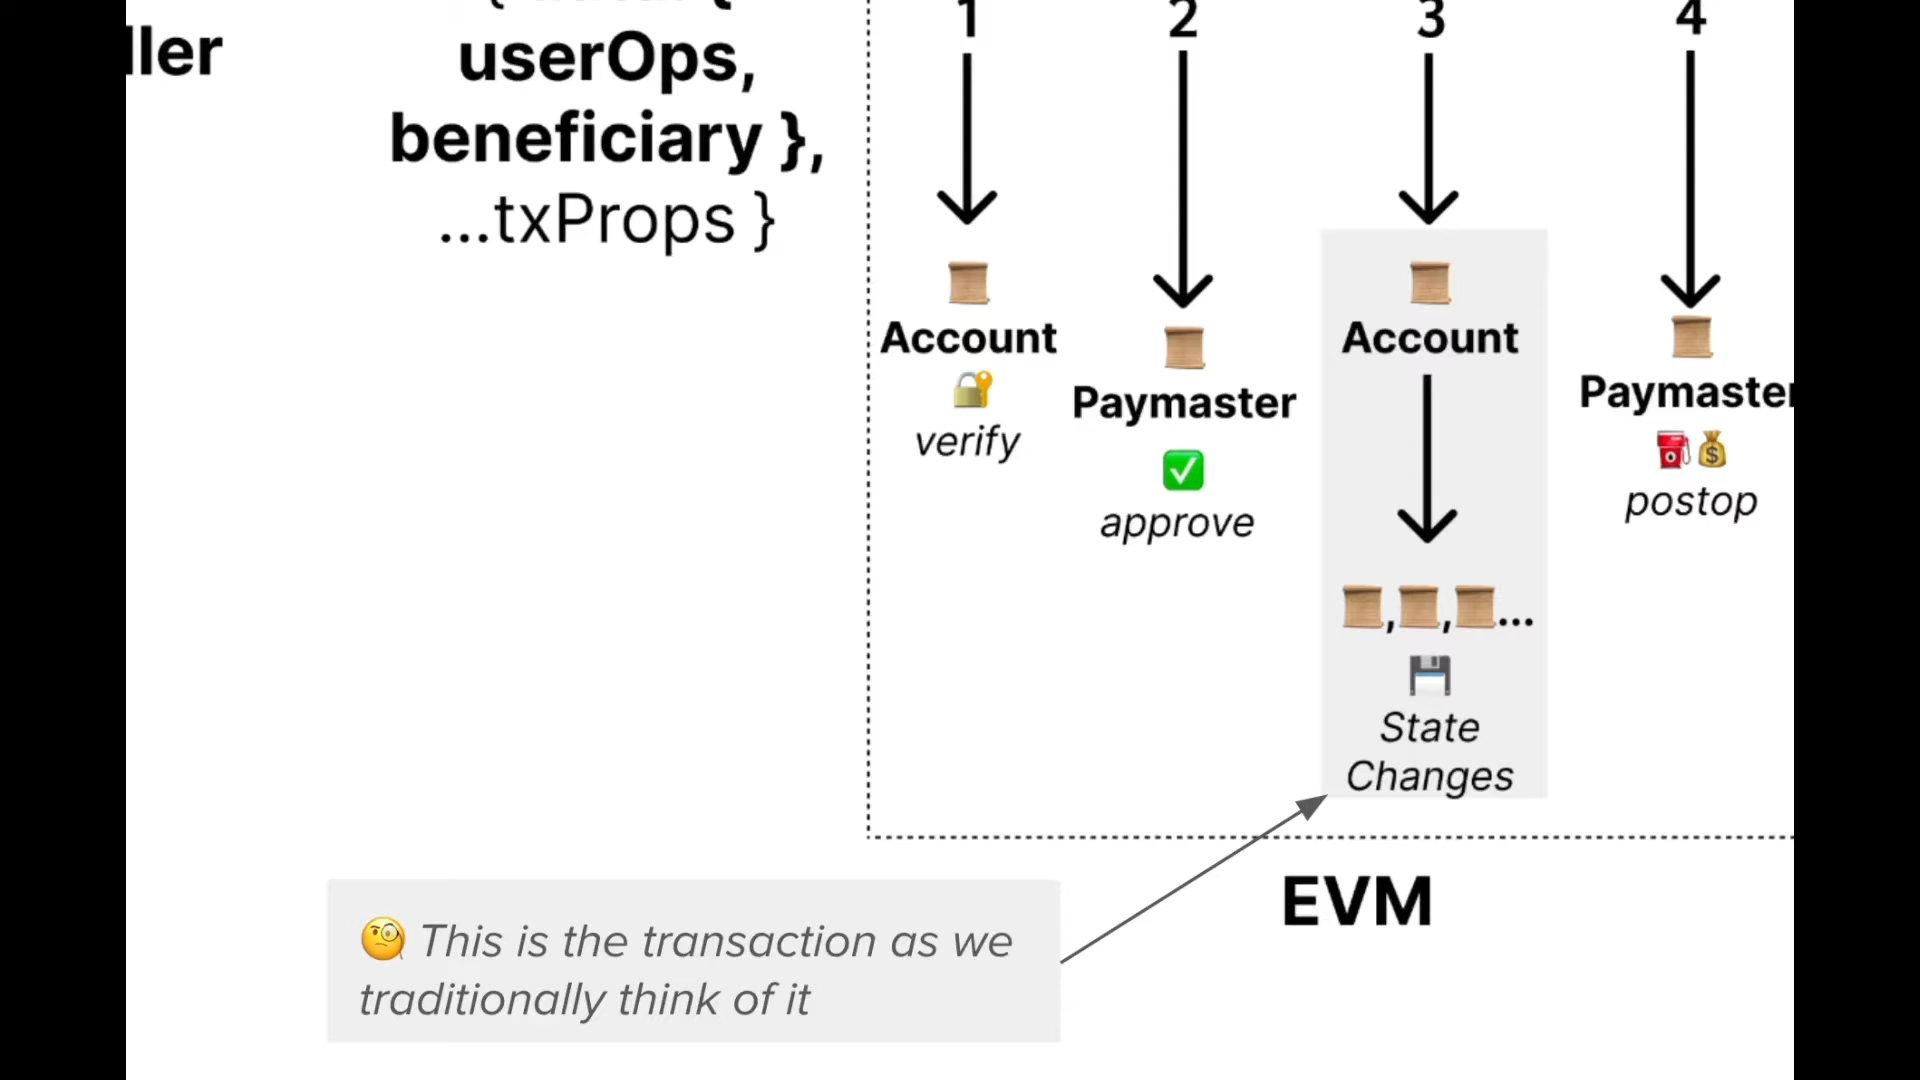 ller
userOps,
beneficiary },
...txProps }
1
2
3
4
Account
verify
Paymaster
approve
Account
, , ...
State
Changes
Paymaster
postop
EVM
This is the transaction as we
traditionally think of it